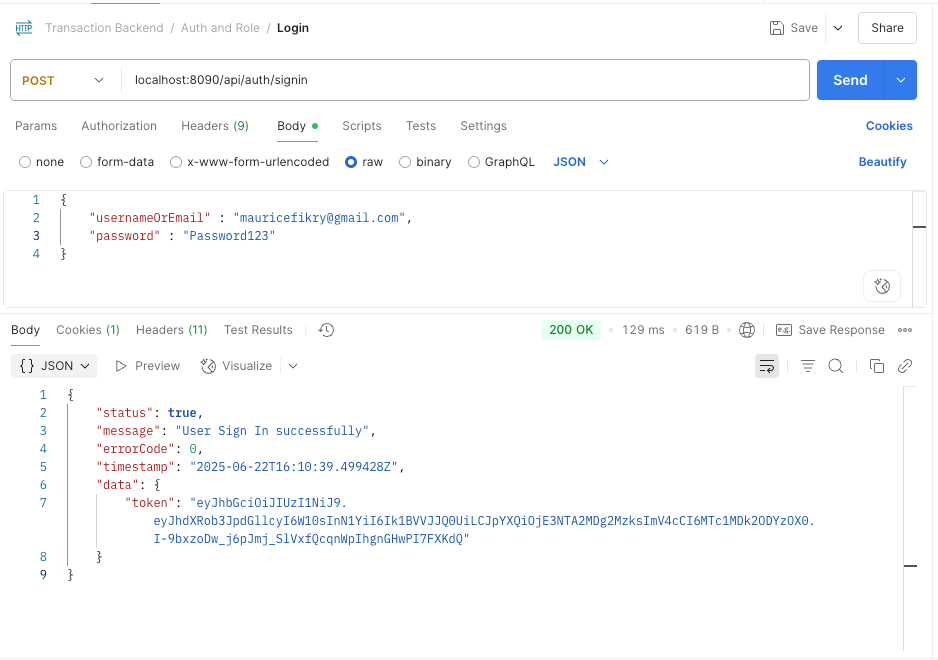 HTTP Transaction Backend / Auth and Role / Login Save Share
POST localhost:8090/api/auth/signin Send
Params Authorization Headers (9) Body Scripts Tests Settings Cookies
none form-data x-www-form-urlencoded raw binary GraphQL JSON Beautify
1 {
2 "usernameOrEmail" : "mauricefikry@gmail.com",
3 "password" : "Password123"
4 }
Body Cookies (1) Headers (11) Test Results 200 OK • 129 ms • 619 B • e.g. Save Response
{} JSON Preview Visualize
1 {
2 "status": true,
3 "message": "User Sign In successfully",
4 "errorCode": 0,
5 "timestamp": "2025-06-22T16:10:39.499428Z",
6 "data": {
7 "token": "eyJhbGciOiJIUzI1NiJ9.
eyJhdXRob3JpdGllcyI6W10sInN1YiI6Ik1BVVJJQ0UiLCJpYXQiOjE3NTA2MDg2MzksImV4cCI6MTc1MDk2ODYzOX0.
I-9bxzoDw_j6pJmj_SlVxfQcqnWpIhgnGHwPI7FXKdQ"
8 }
9 }